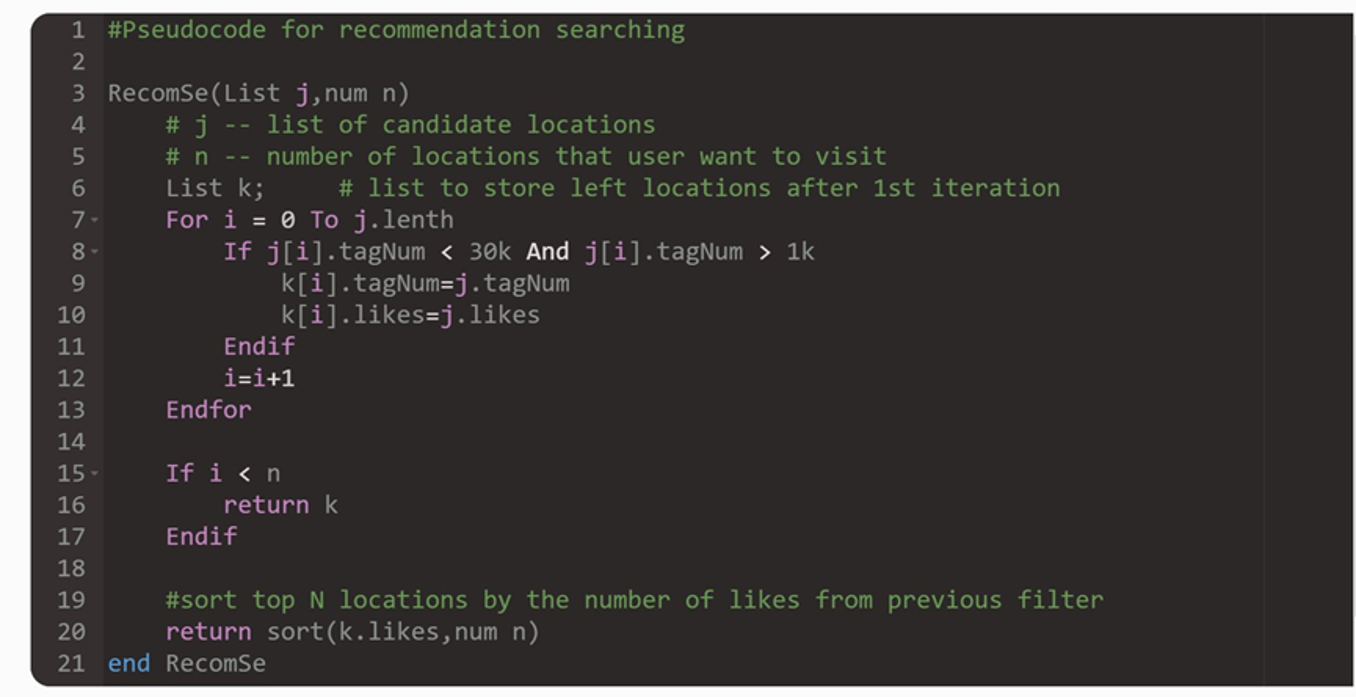 1 #Pseudocode for recommendation searching
2
3 RecomSe(List j,num n)
4     # j -- list of candidate locations
5     # n -- number of locations that user want to visit
6     List k;     # list to store left locations after 1st iteration
7     For i = 0 To j.lenth
8         If j[i].tagNum < 30k And j[i].tagNum > 1k
9             k[i].tagNum=j.tagNum
10             k[i].likes=j.likes
11         Endif
12         i=i+1
13     Endfor
14
15     If i < n
16         return k
17     Endif
18
19     #sort top N locations by the number of likes from previous filter
20     return sort(k.likes,num n)
21 end RecomSe